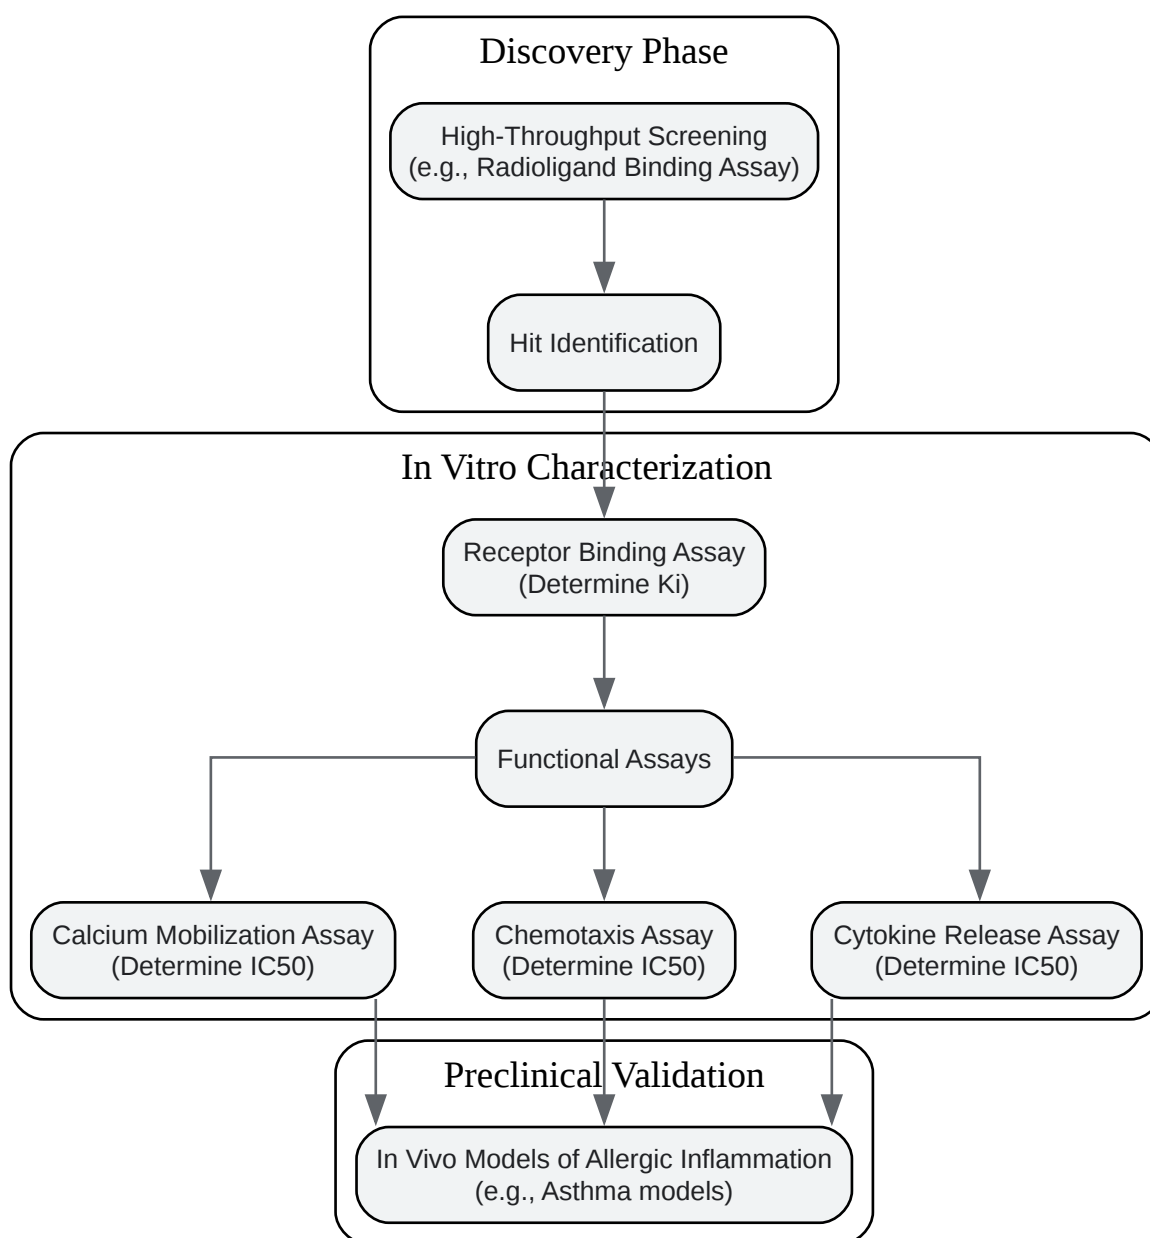 Discovery Phase
High-Throughput Screening
(e.g., Radioligand Binding Assay)
Hit Identification
In Vitro Characterization
Receptor Binding Assay
(Determine Ki)
Functional Assays
Calcium Mobilization Assay
(Determine IC50)
Chemotaxis Assay
(Determine IC50)
Cytokine Release Assay
(Determine IC50)
Preclinical Validation
In Vivo Models of Allergic Inflammation
(e.g., Asthma models)